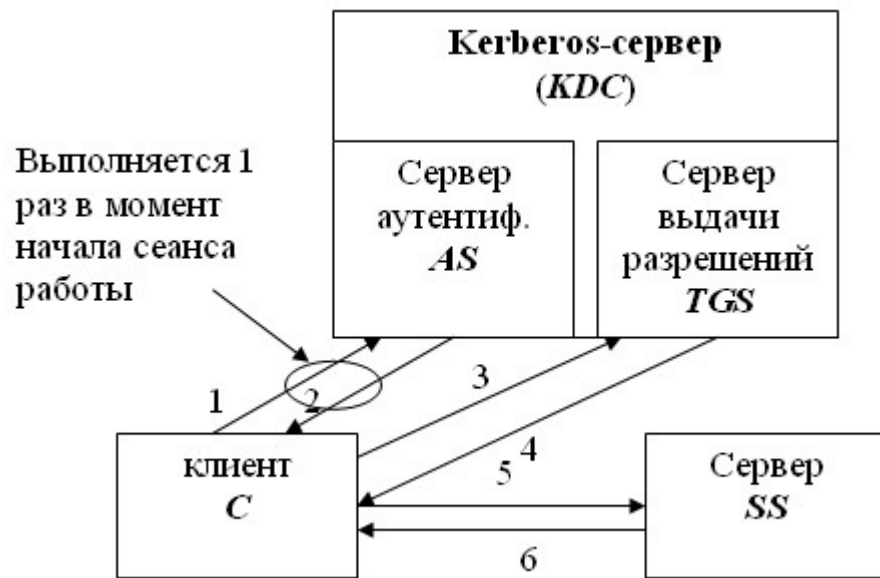 Kerberos-сервер
(KDC)
Выполняется 1
раз в момент
начала сеанса
работы
Сервер
аутентиф.
AS
Сервер
выдачи
разрешений
TGS
1
2
3
4
5
клиент
C
Сервер
SS
6